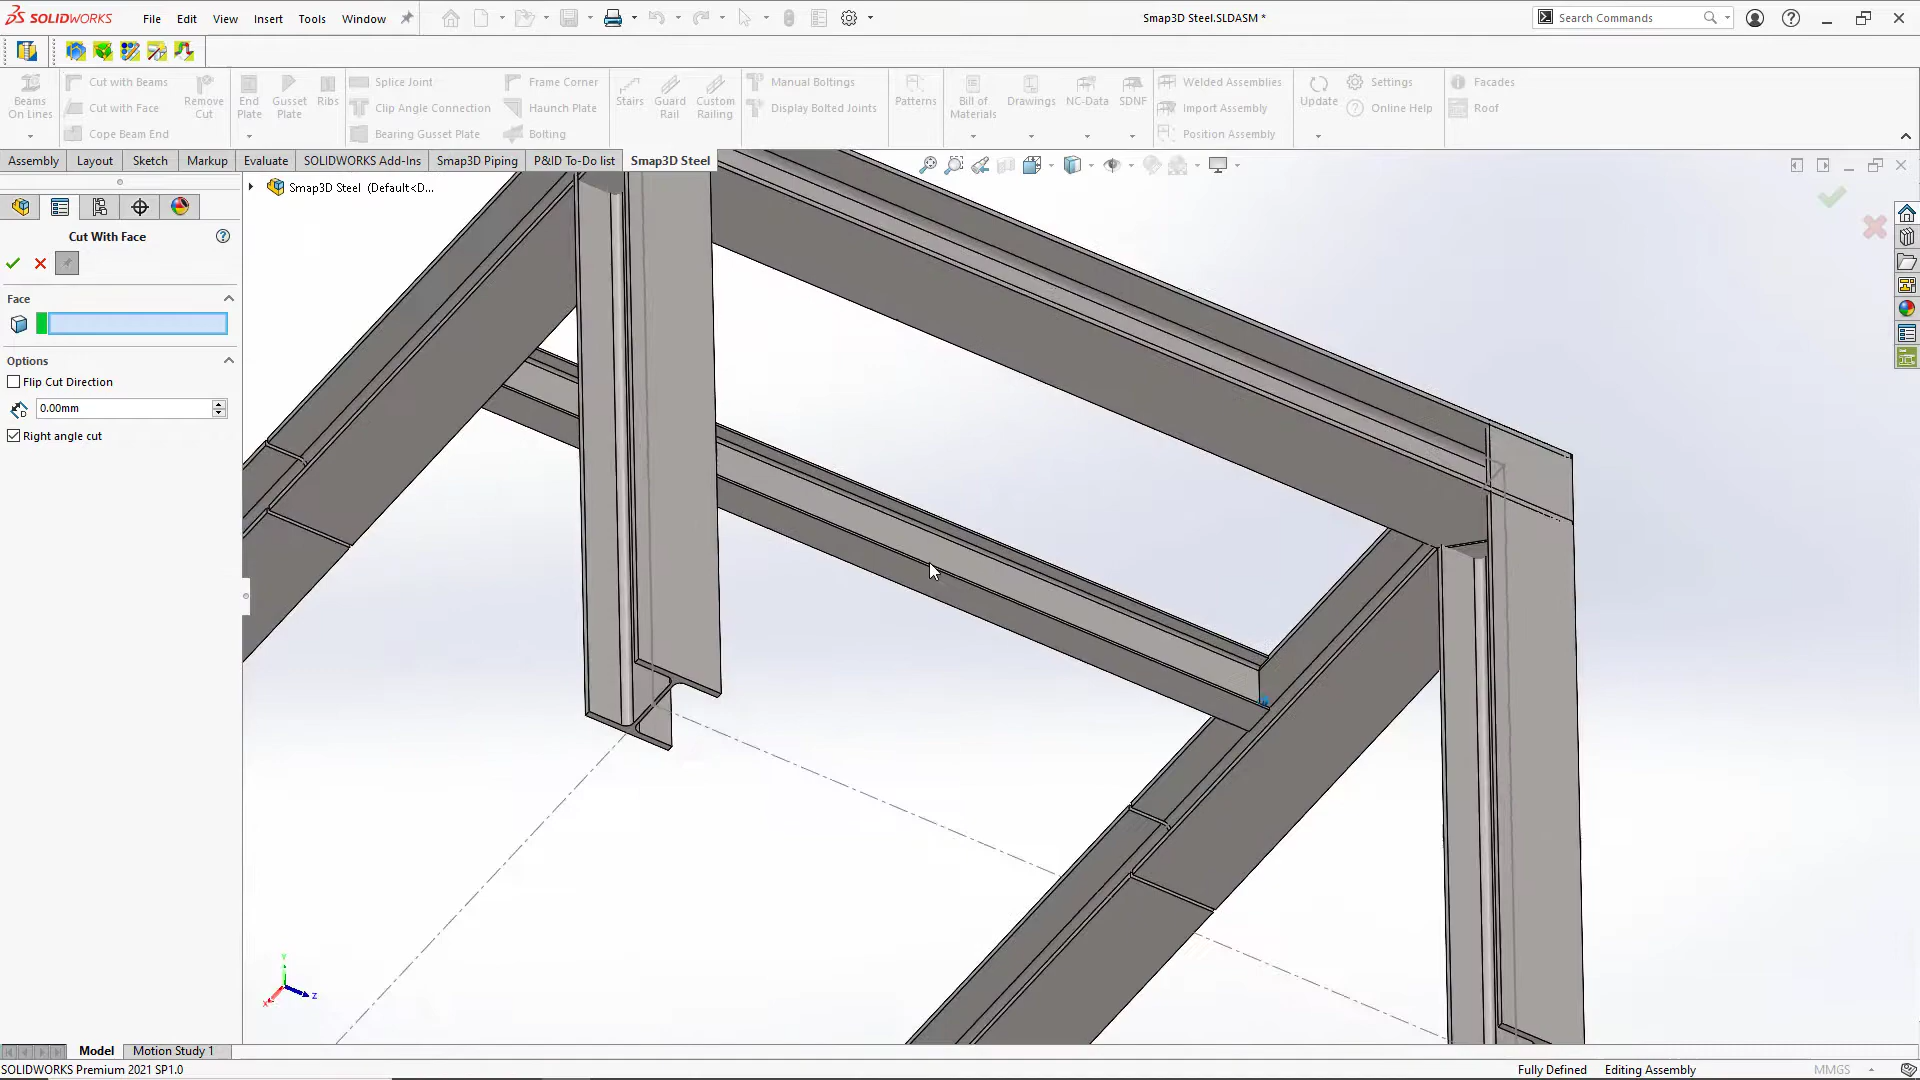 SOLIDWORKS File Edit View Insert Tools Window Smap3D Steel.SLDASM * Search Commands
Beams On Lines
Cut with Beams
Cut with Face
Cope Beam End
Remove Cut
End Plate
Gusset Plate
Ribs
Splice Joint
Clip Angle Connection
Bearing Gusset Plate
Frame Corner
Haunch Plate
Bolting
Stairs
Guard Rail
Custom Railing
Manual Boltings
Display Bolted Joints
Patterns
Bill of Materials
Drawings
NC-Data
SDNF
Welded Assemblies
Import Assembly
Position Assembly
Update
Settings
Online Help
Facades
Roof
Assembly Layout Sketch Markup Evaluate SOLIDWORKS Add-Ins Smap3D Piping P&ID To-Do list Smap3D Steel
Smap3D Steel (Default<D...
Cut With Face
Face
Options
Flip Cut Direction
0.00mm
Right angle cut
Y
X
Z
Model Motion Study 1
SOLIDWORKS Premium 2021 SP1.0 Fully Defined Editing Assembly MMGS